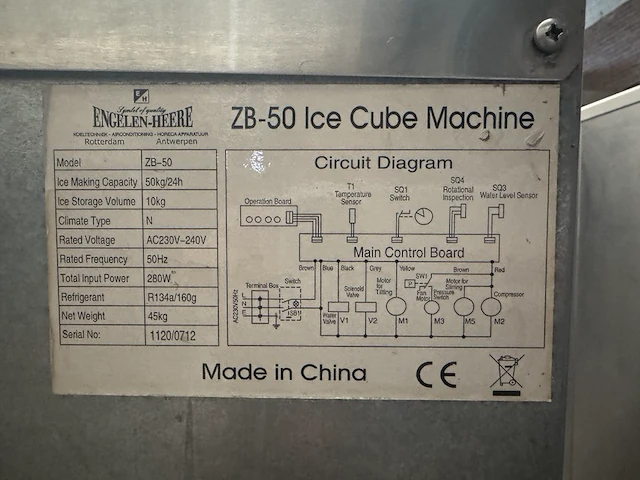 EH
Symbol of quality
ENGELEN-HEERE
KOELTECHNIEK - AIRCONDITIONING - HORECA APPARATUUR
Rotterdam Antwerpen
ZB-50 Ice Cube Machine
Model ZB-50
Ice Making Capacity 50kg/24h
Ice Storage Volume 10kg
Climate Type N
Rated Voltage AC230V-240V
Rated Frequency 50Hz
Total Input Power 280W
Refrigerant R134a/160g
Net Weight 45kg
Serial No: 1120/0712
Circuit Diagram
Operation Board
T1
Temperature
Sensor
SQ1
Switch
SQ4
Rotational
Inspection
SQ3
Water Level Sensor
Main Control Board
Brown Blue Black Grey Yellow Brown Red
AC230V/50Hz
Terminal Box
L
N
E
Switch
Water
Valve
V1
Solenoid
Valve
V2
Motor
for
Tilting
M1
SW1
P
Fan
Motor
M3
Pressure
Switch
Motor for
Stirring
M5
Compressor
M2
Made in China
CE